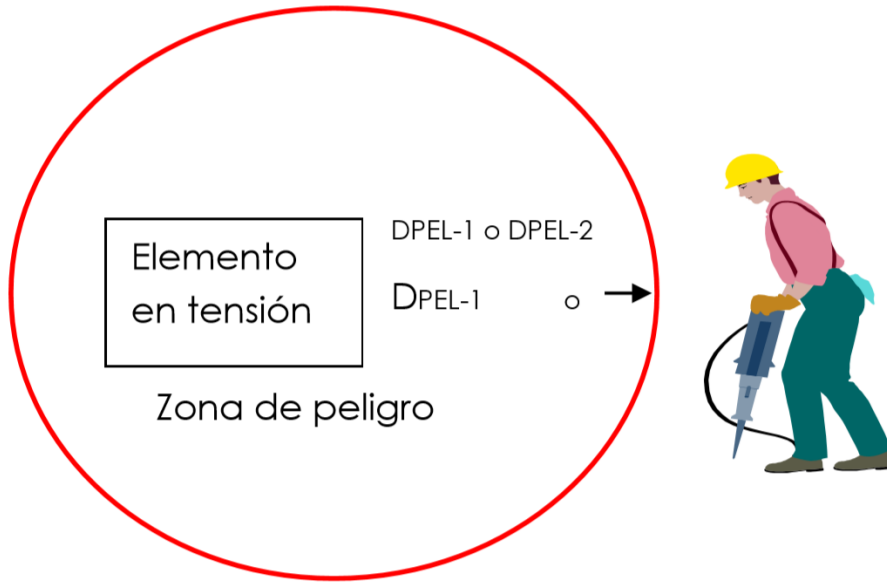 DPEL-1 o DPEL-2
Elemento
en tensión
DPEL-1 o
Zona de peligro